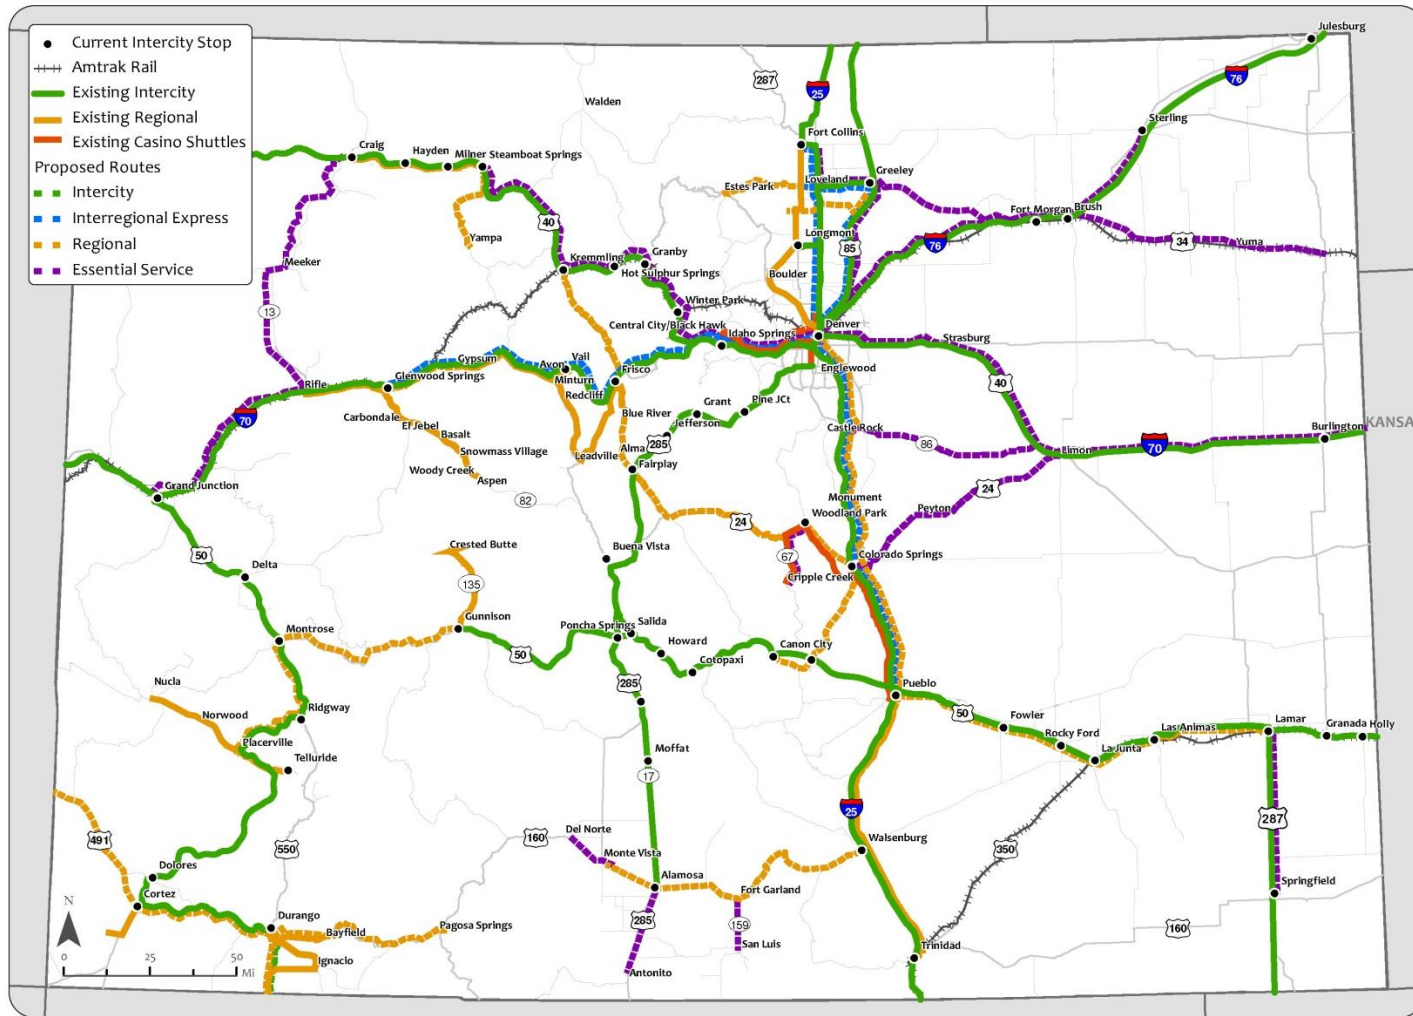 Current Intercity Stop
Amtrak Rail
Existing Intercity
Existing Regional
Existing Casino Shuttles
Proposed Routes
Intercity
Interregional Express
Regional
Essential Service
Julesburg
287
25
76
Walden
Sterling
Fort Collins
Craig
Hayden
Milner Steamboat Springs
Loveland
Greeley
Estes Park
Fort Morgan
Brush
40
Yampa
Longmont
85
76
34
Yuma
Meeker
Kremmling
Granby
Hot Sulphur Springs
Boulder
13
Winter Park
Central City/Black Hawk
Idaho Springs
Denver
Strasburg
Gypsum
Avon
Vail
Minturn
Redcliff
Frisco
Englewood
40
Rifle
Glenwood Springs
70
Carbondale
El Jebel
Basalt
Snowmass Village
Woody Creek
Aspen
82
Blue River
Grant
Pine JCt
Jefferson
285
Alma
Leadville
Fairplay
Castle Rock
86
Limon
70
Burlington
KANSA
Grand Junction
24
Monument
Woodland Park
Peyton
24
50
Delta
Crested Butte
135
Buena Vista
67
Cripple Creek
Colorado Springs
Montrose
Gunnison
50
Poncha Springs
Salida
Howard
Cotopaxi
Canon City
285
Pueblo
50
Fowler
Rocky Ford
La Junta
Las Animas
Lamar
Granada
Holly
Nucla
Norwood
Ridgway
Placerville
Telluride
Moffat
17
25
287
491
550
160
Del Norte
Monte Vista
Walsenburg
350
Dolores
Cortez
Alamosa
Fort Garland
Springfield
Durango
Bayfield
Pagosa Springs
Ignacio
285
159
San Luis
Antonito
Trinidad
160
N
0
25
50
Mi